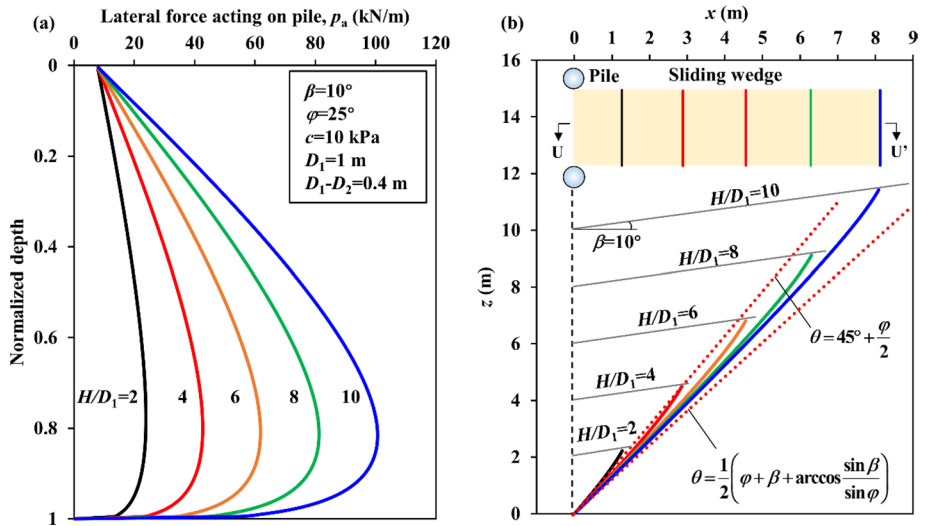 (a)
Lateral force acting on pile, pa (kN/m)
0 20 40 60 80 100 120
Normalized depth
0
0.2
0.4
0.6
0.8
1
β=10°
φ=25°
c=10 kPa
D1=1 m
D1-D2=0.4 m
H/D1=2 4 6 8 10
(b)
x (m)
0 1 2 3 4 5 6 7 8 9
z (m)
16
14
12
10
8
6
4
2
0
Pile Sliding wedge
U U'
H/D1=10
β=10°
H/D1=8
H/D1=6
θ=45°+φ/2
H/D1=4
H/D1=2
θ=1/2(φ+β+arccos sinβ/sinφ)